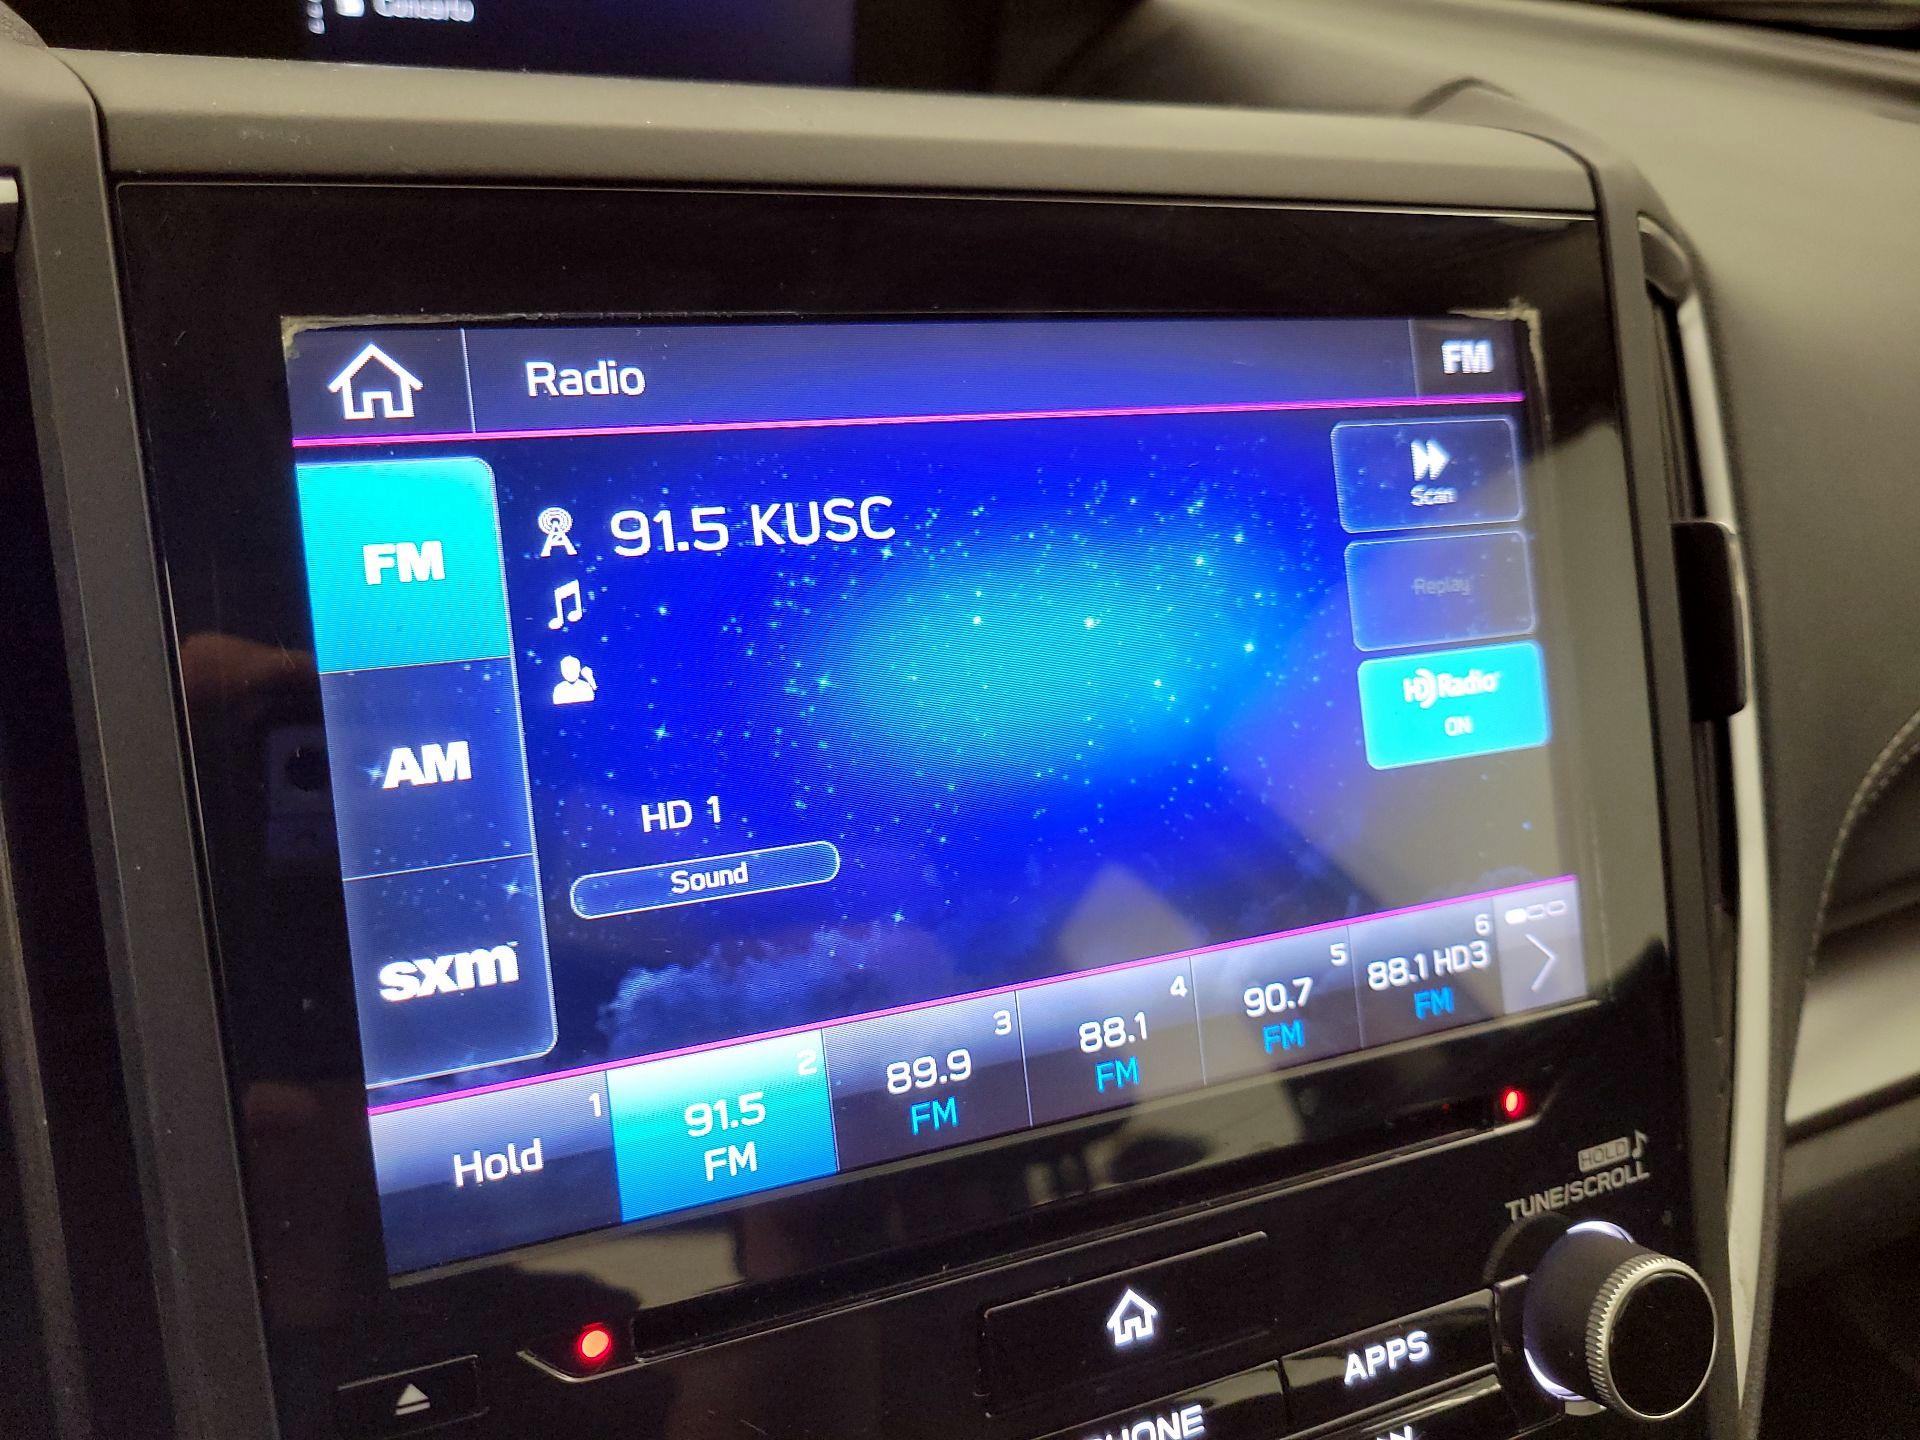 Concerto
Radio
FM
FM
AM
sxm
91.5 KUSC
HD 1
Sound
Scan
Replay
HD Radio
ON
1
Hold
2
91.5
FM
3
89.9
FM
4
88.1
FM
5
90.7
FM
6
88.1 HD3
FM
HOLD
TUNE/SCROLL
APPS